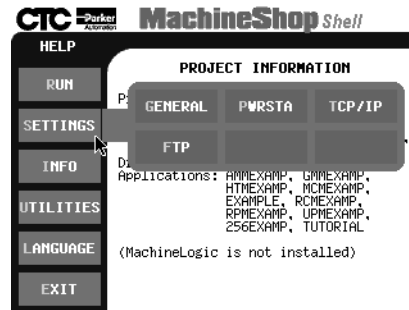 CTC Parker Automation MachineShop Shell
HELP
PROJECT INFORMATION
RUN
GENERAL PWRSTA TCP/IP
SETTINGS
FTP
INFO
Applications: AMMEXAMP, GMMEXAMP,
HTMEXAMP, MCMEXAMP,
EXAMPLE, RCMEXAMP,
UTILITIES
RPMEXAMP, UPMEXAMP,
256EXAMP, TUTORIAL
LANGUAGE
(MachineLogic is not installed)
EXIT